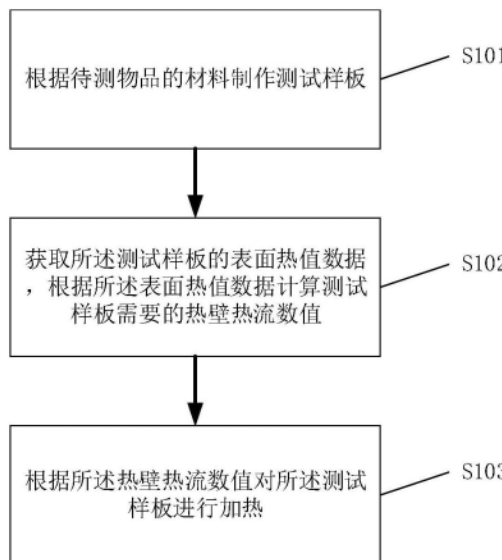 根据待测物品的材料制作测试样板
S101
获取所述测试样板的表面热值数据
，根据所述表面热值数据计算测试
样板需要的热壁热流数值
S102
根据所述热壁热流数值对所述测试
样板进行加热
S103